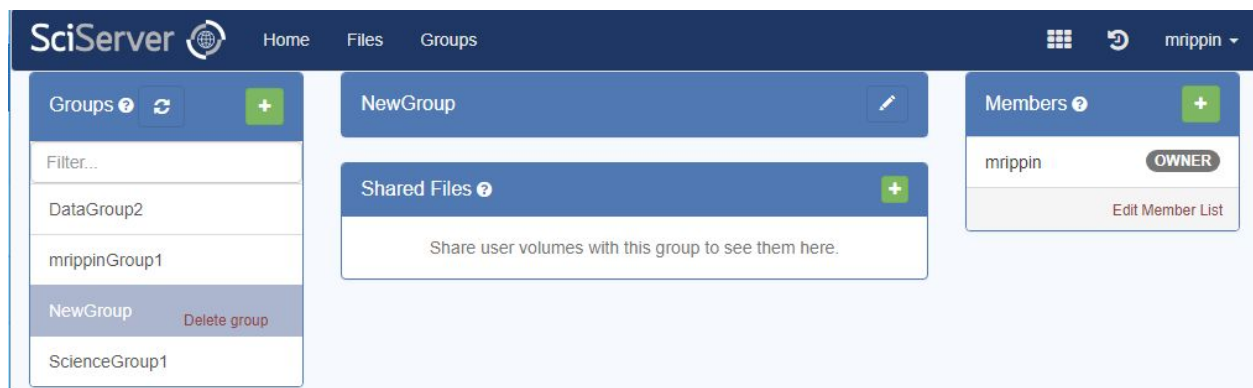 SciServer Home Files Groups mrippin
Groups
Filter...
DataGroup2
mrippinGroup1
NewGroup Delete group
ScienceGroup1
NewGroup
Shared Files
Share user volumes with this group to see them here.
Members
mrippin OWNER
Edit Member List